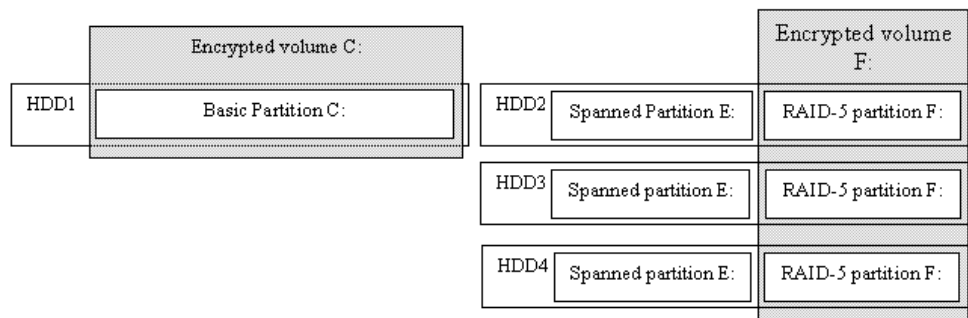 Encrypted volume C:
Encrypted volume
F:
HDD1
Basic Partition C:
HDD2
Spanned Partition E:
RAID-5 partition F:
HDD3
Spanned partition E:
RAID-5 partition F:
HDD4
Spanned partition E:
RAID-5 partition F: